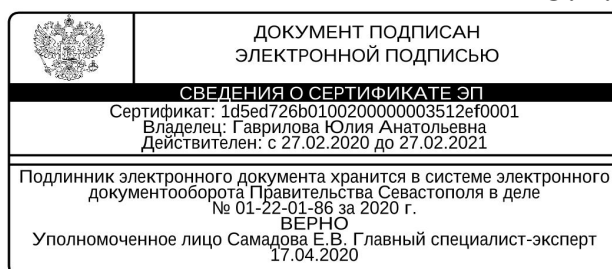 ДОКУМЕНТ ПОДПИСАН
ЭЛЕКТРОННОЙ ПОДПИСЬЮ
СВЕДЕНИЯ О СЕРТИФИКАТЕ ЭП
Сертификат: 1d5ed726b0100200000003512ef0001
Владелец: Гаврилова Юлия Анатольевна
Действителен: с 27.02.2020 до 27.02.2021
Подлинник электронного документа хранится в системе электронного
документооборота Правительства Севастополя в деле
№ 01-22-01-86 за 2020 г.
ВЕРНО
Уполномоченное лицо Самадова Е.В. Главный специалист-эксперт
17.04.2020